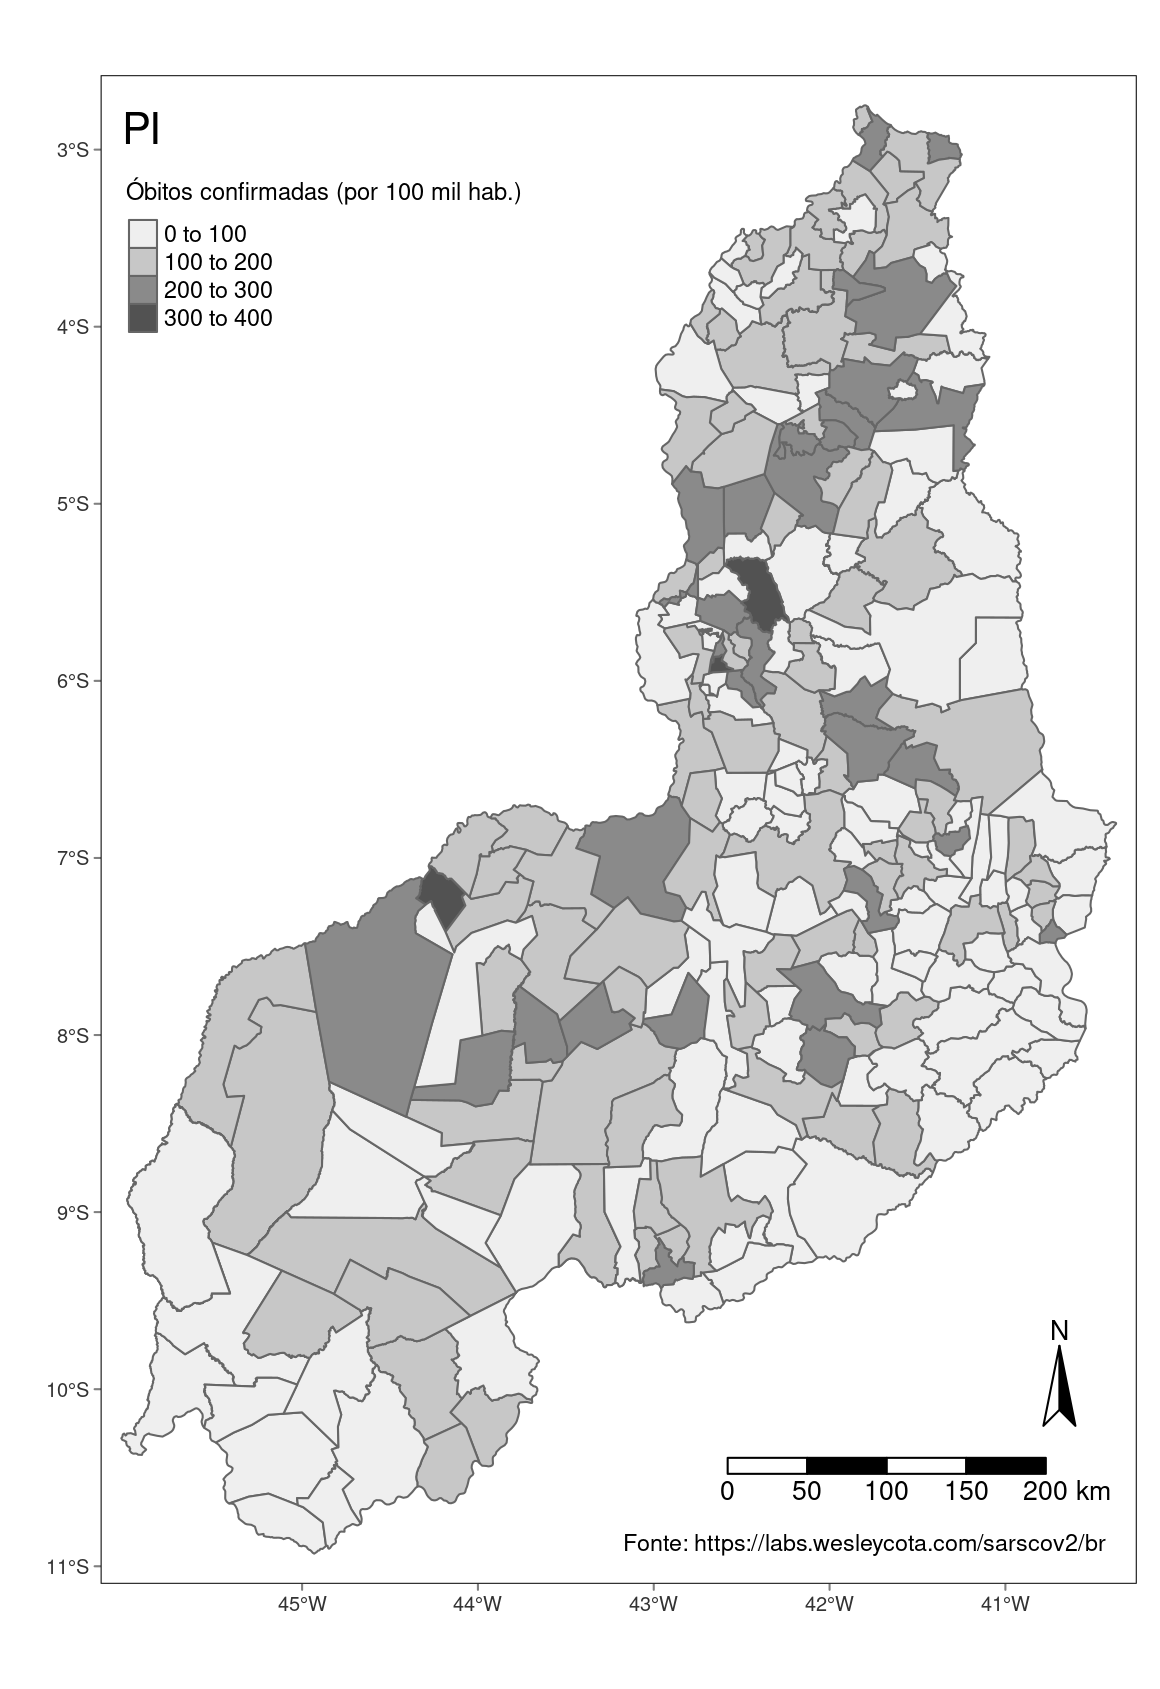 PI
Óbitos confirmadas (por 100 mil hab.)
0 to 100
100 to 200
200 to 300
300 to 400
3°S
4°S
5°S
6°S
7°S
8°S
9°S
10°S
11°S
N
0 50 100 150 200 km
Fonte: https://labs.wesleycota.com/sarscov2/br
45°W 44°W 43°W 42°W 41°W